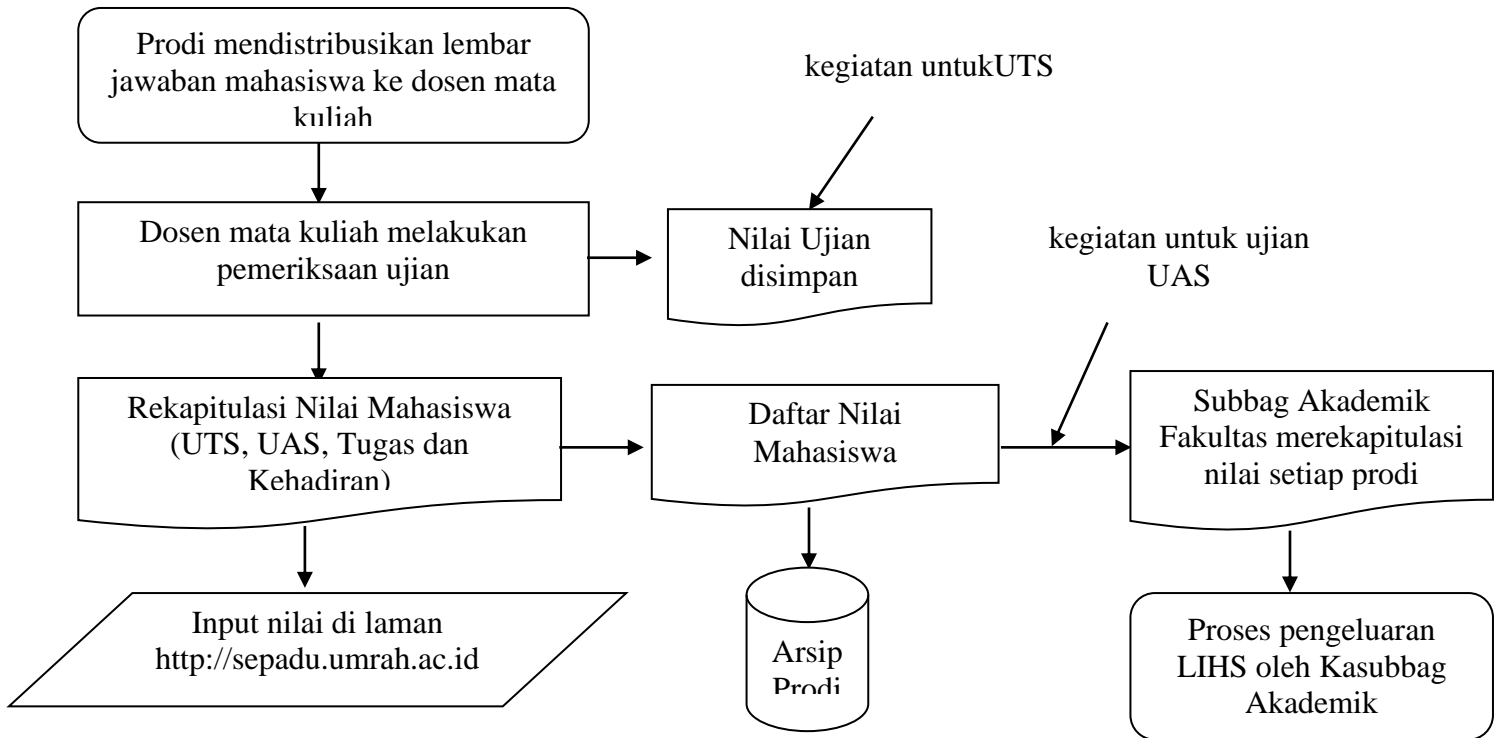 Prodi mendistribusikan lembar
jawaban mahasiswa ke dosen mata
kuliah
kegiatan untukUTS
Dosen mata kuliah melakukan
pemeriksaan ujian
Nilai Ujian
disimpan
kegiatan untuk ujian
UAS
Rekapitulasi Nilai Mahasiswa
(UTS, UAS, Tugas dan
Kehadiran)
Daftar Nilai
Mahasiswa
Subbag Akademik
Fakultas merekapitulasi
nilai setiap prodi
Input nilai di laman
http://sepadu.umrah.ac.id
Arsip
Prodi
Proses pengeluaran
LIHS oleh Kasubbag
Akademik